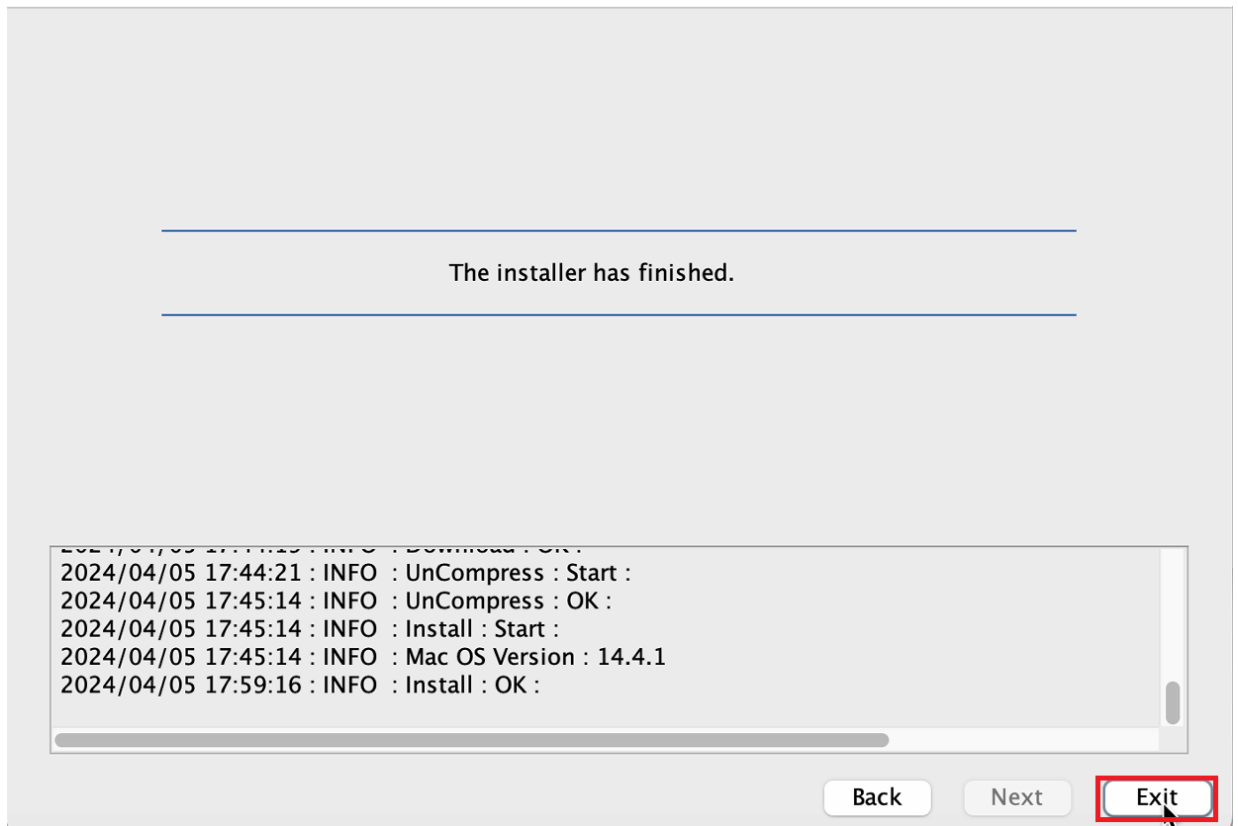 The installer has finished.
2024/04/05 17:44:21 : INFO  : UnCompress : Start :
2024/04/05 17:45:14 : INFO  : UnCompress : OK :
2024/04/05 17:45:14 : INFO  : Install : Start :
2024/04/05 17:45:14 : INFO  : Mac OS Version : 14.4.1
2024/04/05 17:59:16 : INFO  : Install : OK :
Back
Next
Exit